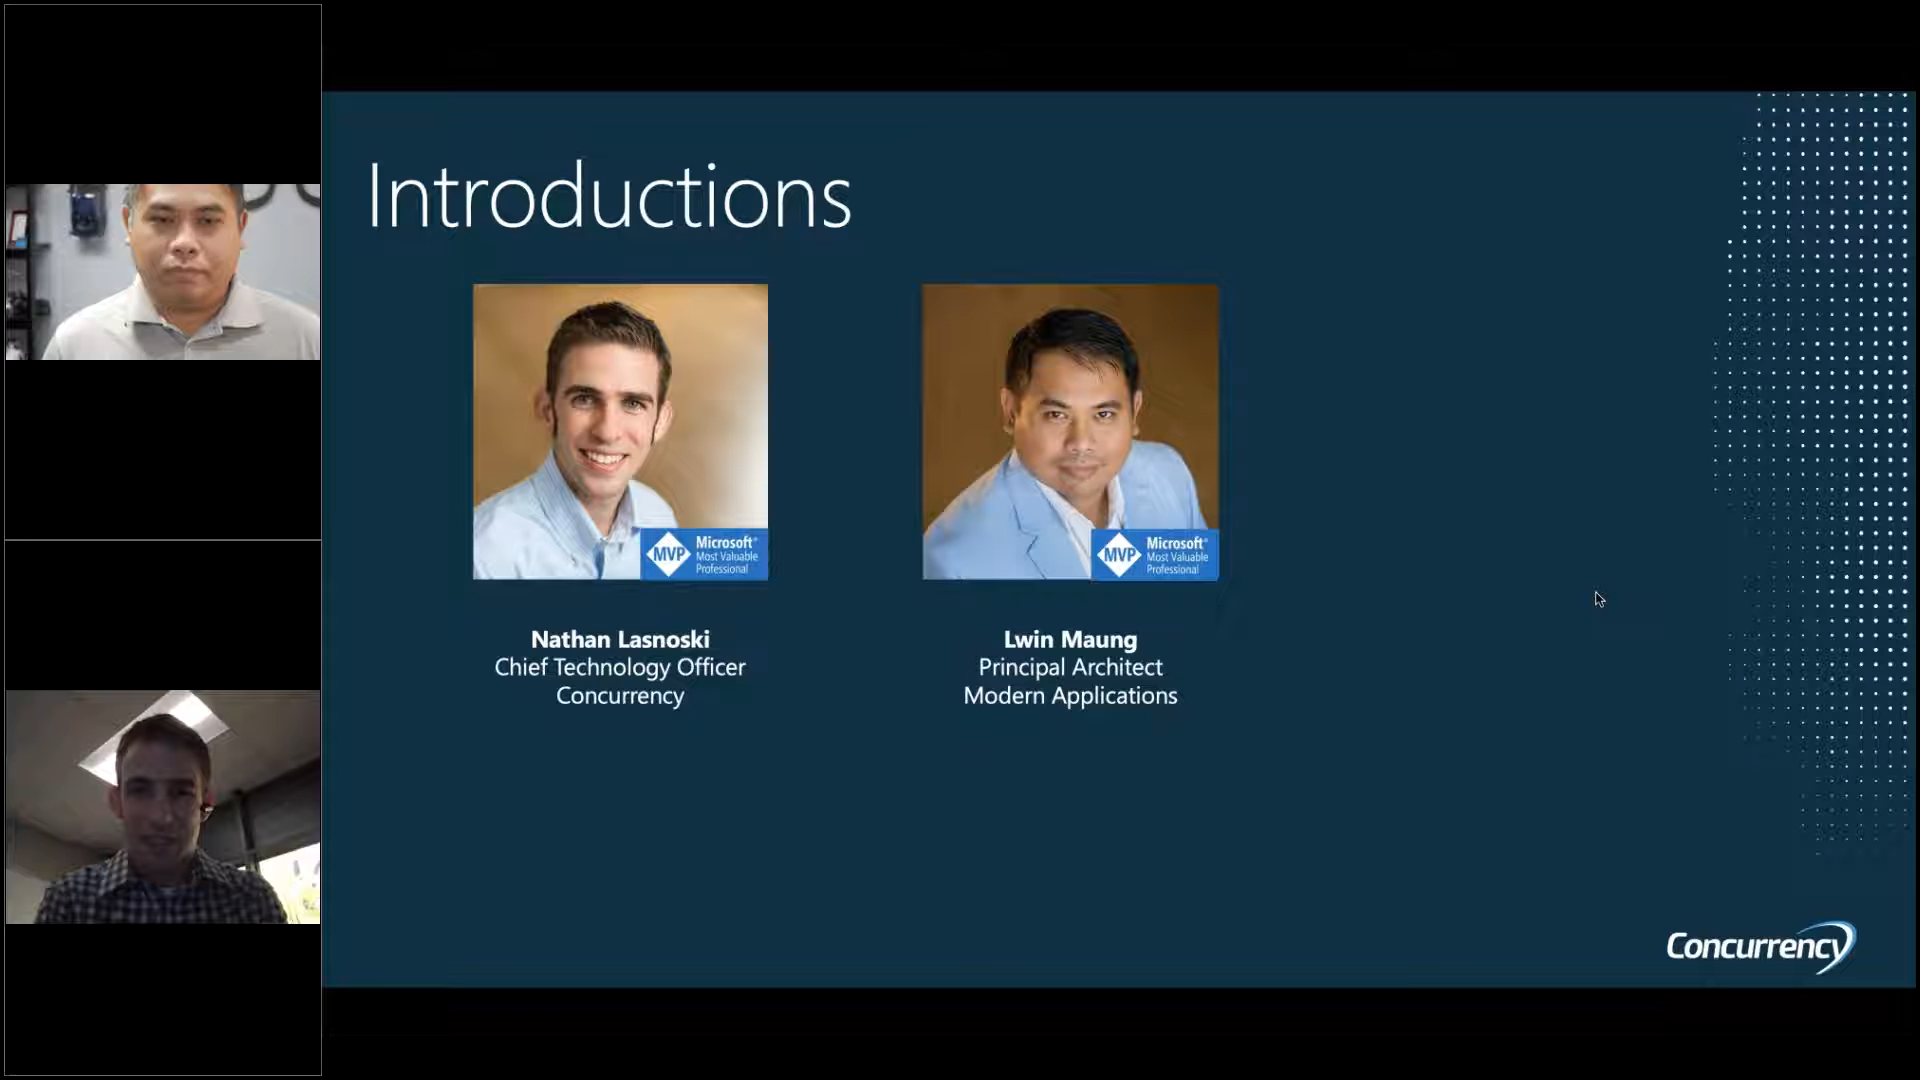 Introductions
MVP
Microsoft®
Most Valuable
Professional
MVP
Microsoft®
Most Valuable
Professional
Nathan Lasnoski
Chief Technology Officer
Concurrency
Lwin Maung
Principal Architect
Modern Applications
Concurrency